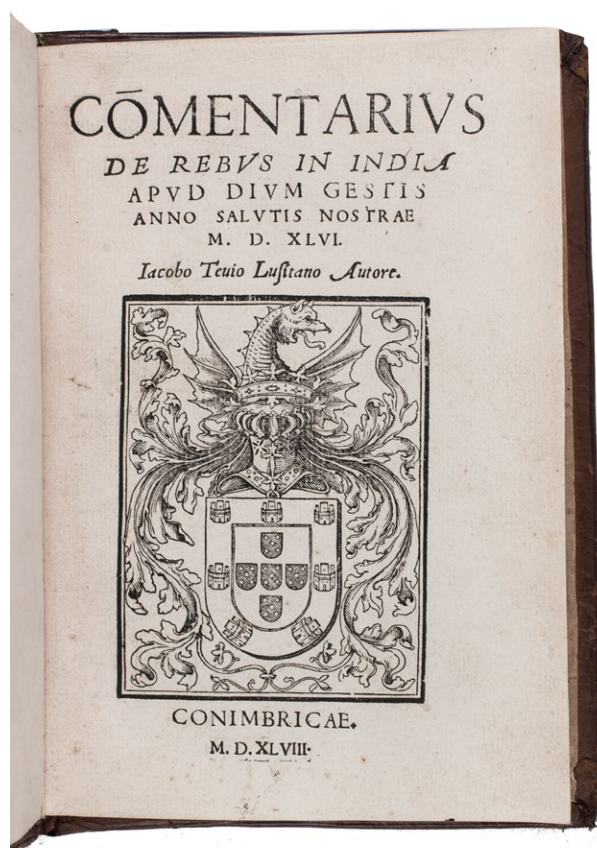 CŌMENTARIVS
DE REBVS IN INDIA
APVD DIVM GESTIS
ANNO SALVTIS NOSTRAE
M. D. XLVI.
Iacobo Teuio Luſitano Autore.
CONIMBRICAE.
M. D. XLVIII.